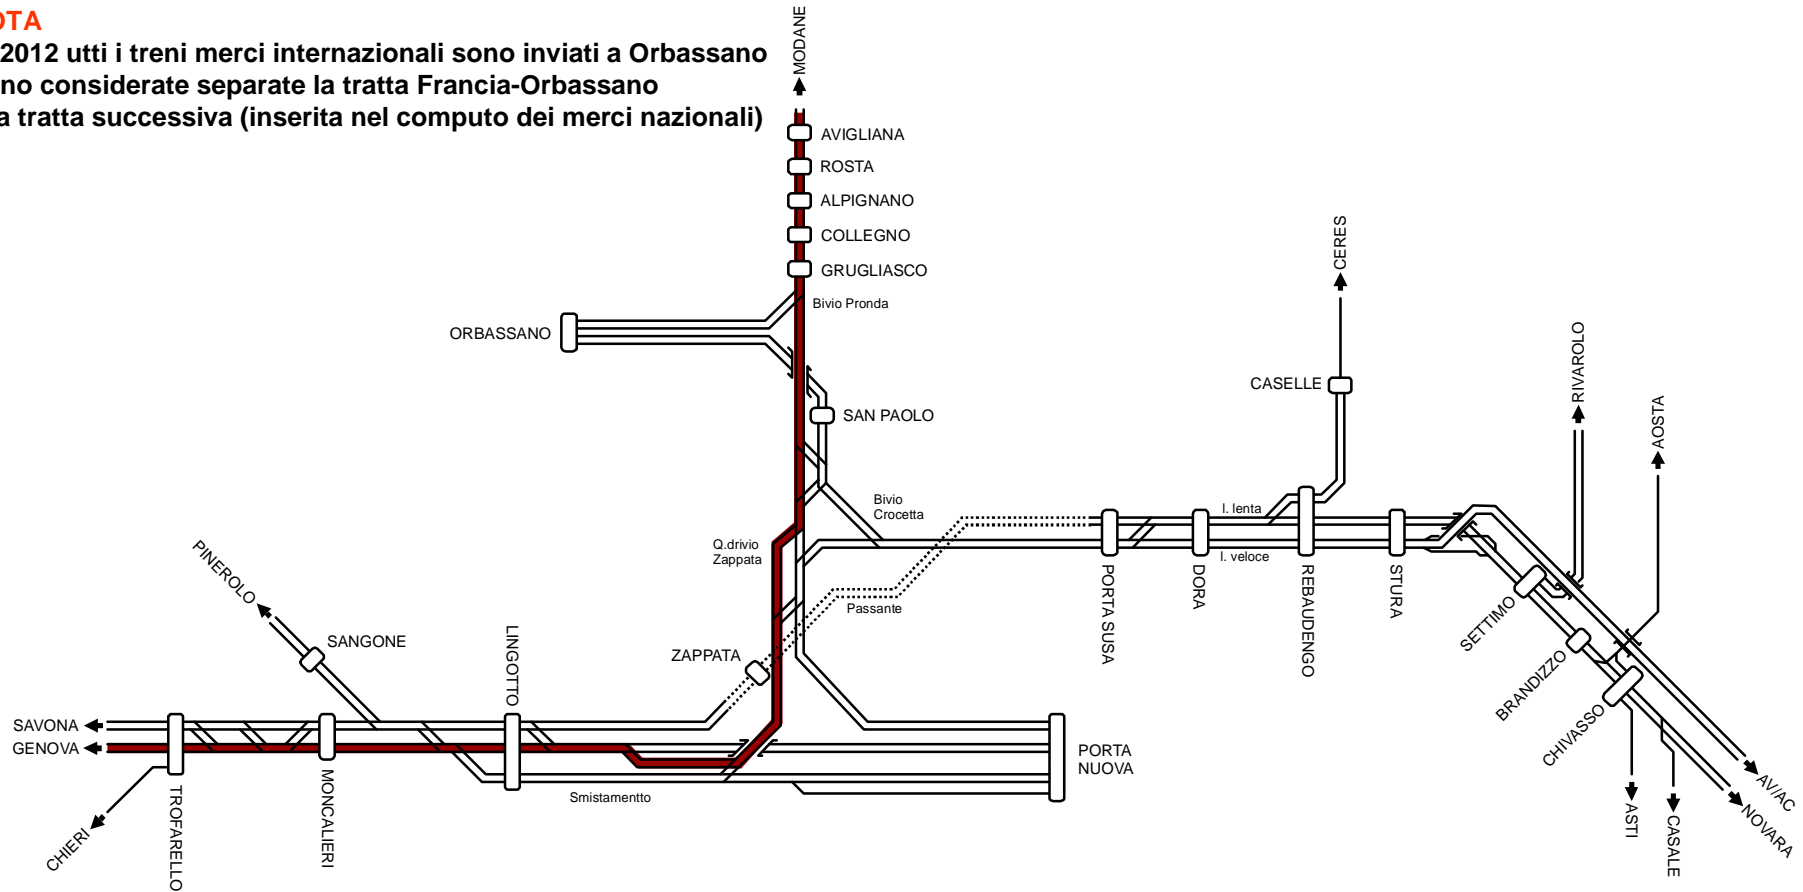 OTA
2012 utti i treni merci internazionali sono inviati a Orbassano
no considerate separate la tratta Francia-Orbassano
a tratta successiva (inserita nel computo dei merci nazionali)
MODANE
AVIGLIANA
ROSTA
ALPIGNANO
COLLEGNO
GRUGLIASCO
Bivio Pronda
ORBASSANO
SAN PAOLO
CERES
CASELLE
RIVAROLO
AOSTA
Bivio
Crocetta
l. lenta
l. veloce
Q.drivio
Zappata
Passante
PORTA SUSA
DORA
REBAUDENGO
STURA
SETTIMO
BRANDIZZO
CHIVASSO
PINEROLO
SANGONE
LINGOTTO
ZAPPATA
SAVONA
GENOVA
CHIERI
TROFARELLO
MONCALIERI
Smistamentto
PORTA
NUOVA
ASTI
CASALE
AV/AC
NOVARA